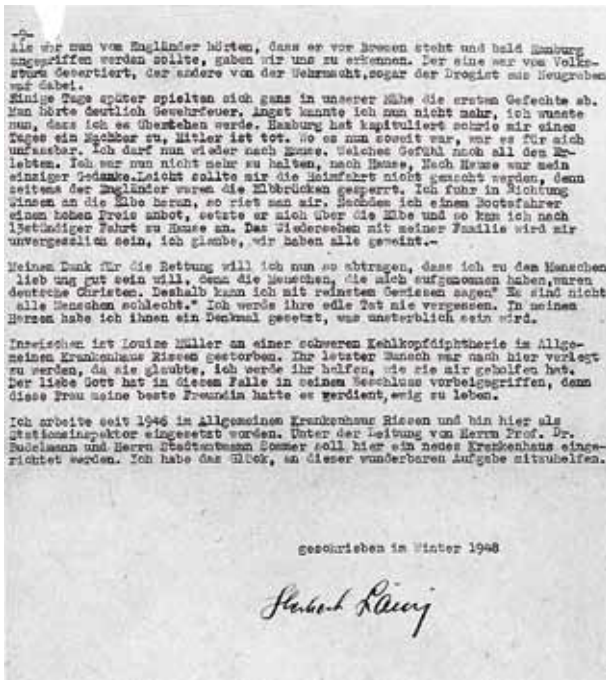 -9-
Als wir nun vom Engländer hörten, dass er vor Bremen steht und bald Hamburg
angegriffen werden sollte, gaben wir uns zu erkennen. Der eine war vom Volks-
sturm desertiert, der andere von der Wehrmacht,sogar der Drogist aus Neugraben
war dabei.
Einige Tage später spielten sich ganz in unserer Nähe die ersten Gefechte ab.
Man hörte deutlich Gewehrfeuer. Angst kannte ich nun nicht mehr, ich wusste
nun, dass ich es überstehen werde. Hamburg hat kapituliert schrie mir eines
Tages ein Nachbar zu, Hitler ist tot. Wo es nun soweit war, war es für mich
unfassbar. Ich darf nun wieder nach Hause. Welches Gefühl nach all dem Er-
lebten. Ich war nun nicht mehr zu halten, nach Hause, Nach Hause war mein
einziger Gedanke.Leicht sollte mir die Heimfahrt nicht gemacht werden, denn
seitens der Engländer waren die Elbbrücken gesperrt. Ich fuhr in Richtung
Winsen an die Elbe heran, so riet man mir. Nachdem ich einem Bootsfahrer
einen hohen Preis anbot, setzte er mich über die Elbe und so kam ich nach
13stündiger Fahrt zu Hause an. Das Wiedersehen mit meiner Familie wird mir
unvergesslich sein, ich glaube, wir haben alle geweint.-
Meinen Dank für die Rettung will ich nun so abtragen, dass ich zu den Menschen
lieb ung gut sein will, denn die Menschen, die mich aufgenommen haben,waren
deutsche Christen. Deshalb kann ich mit reinstem Gewissen sagen" Es sind nicht
alle Menschen schlecht." Ich werde ihre edle Tat nie vergessen. In meinem
Herzen habe ich ihnen ein Denkmal gesetzt, was unsterblich sein wird.
Inzwischen ist Louise Müller an einer schweren Kehlkopfdiphtherie im Allge-
meinen Krankenhaus Rissen gestorben. Ihr letzter Wunsch war nach hier verlegt
zu werden, da sie glaubte, ich werde ihr helfen, wie sie mir geholfen hat.
Der liebe Gott hat in diesem Falle in seinem Beschluss vorbeigegriffen, denn
diese Frau meine beste Freundin hatte es verdient,ewig zu leben.
Ich arbeite seit 1946 im Allgemeinen Krankenhaus Rissen und bin hier als
Stationsinspektor eingesetzt worden. Unter der Leitung von Herrn Prof. Dr.
Budelmann und Herrn Stadtamtmann Sommer soll hier ein neues Krankenhaus einge-
richtet werden. Ich habe das Glück, an dieser wunderbaren Aufgabe mitzuhelfen.
geschrieben im Winter 1948
Herbert